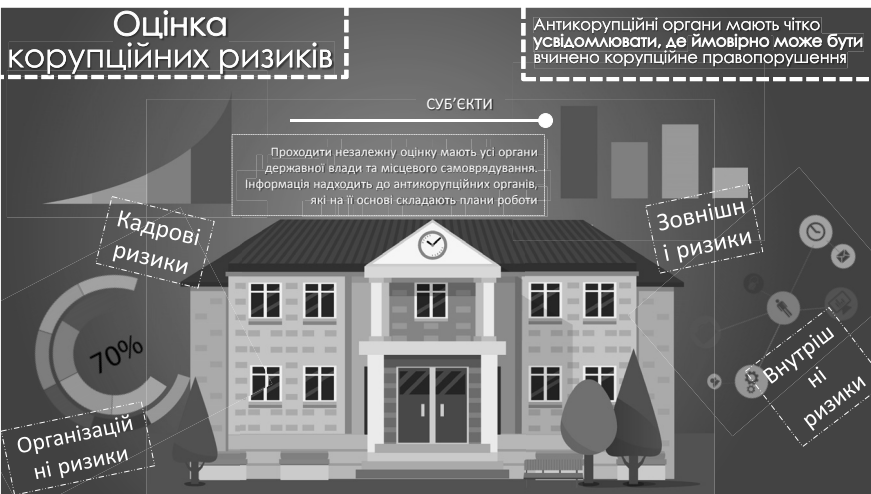 Оцінка
корупційних ризиків
Антикорупційні органи мають чітко
усвідомлювати, де ймовірно може бути
вчинено корупційне правопорушення
СУБ'ЄКТИ
Проходити незалежну оцінку мають усі органи
державної влади та місцевого самоврядування.
Інформація надходить до антикорупційних органів,
які на її основі складають плани роботи
Кадрові
ризики
Зовнішн
і ризики
70%
Внутріш
ні
ризики
Організацій
ні ризики